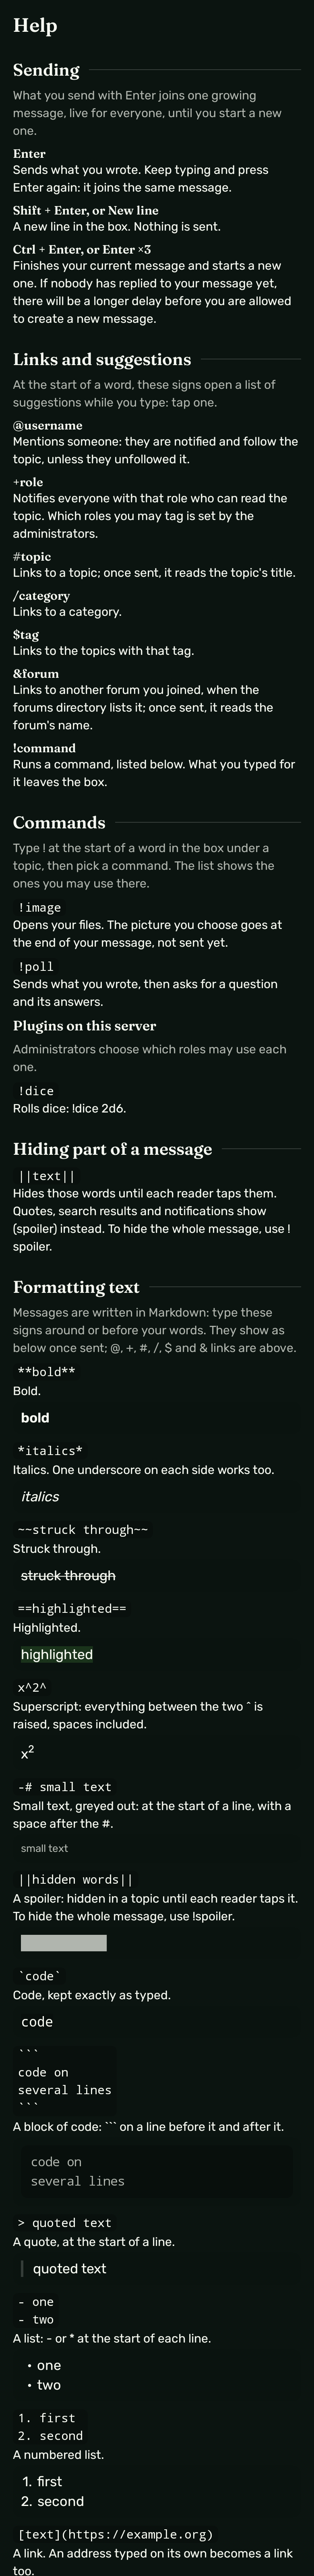 Help
Sending
What you send with Enter joins one growing
message, live for everyone, until you start a new
one.
Enter
Sends what you wrote. Keep typing and press
Enter again: it joins the same message.
Shift + Enter, or New line
A new line in the box. Nothing is sent.
Ctrl + Enter, or Enter ×3
Finishes your current message and starts a new
one. If nobody has replied to your message yet,
there will be a longer delay before you are allowed
to create a new message.
Links and suggestions
At the start of a word, these signs open a list of
suggestions while you type: tap one.
@username
Mentions someone: they are notified and follow the
topic, unless they unfollowed it.
+role
Notifies everyone with that role who can read the
topic. Which roles you may tag is set by the
administrators.
#topic
Links to a topic; once sent, it reads the topic's title.
/category
Links to a category.
$tag
Links to the topics with that tag.
&forum
Links to another forum you joined, when the
forums directory lists it; once sent, it reads the
forum's name.
!command
Runs a command, listed below. What you typed for
it leaves the box.
Commands
Type ! at the start of a word in the box under a
topic, then pick a command. The list shows the
ones you may use there.
!image
Opens your files. The picture you choose goes at
the end of your message, not sent yet.
!poll
Sends what you wrote, then asks for a question
and its answers.
Plugins on this server
Administrators choose which roles may use each
one.
!dice
Rolls dice: !dice 2d6.
Hiding part of a message
||text||
Hides those words until each reader taps them.
Quotes, search results and notifications show
(spoiler) instead. To hide the whole message, use !
spoiler.
Formatting text
Messages are written in Markdown: type these
signs around or before your words. They show as
below once sent; @, +, #, /, $ and & links are above.
**bold**
Bold.
bold
*italics*
Italics. One underscore on each side works too.
italics
~~struck through~~
Struck through.
struck through
==highlighted==
Highlighted.
highlighted
x^2^
Superscript: everything between the two ^ is
raised, spaces included.
x²
-# small text
Small text, greyed out: at the start of a line, with a
space after the #.
small text
||hidden words||
A spoiler: hidden in a topic until each reader taps it.
To hide the whole message, use !spoiler.
`code`
Code, kept exactly as typed.
code
```
code on
several lines
```
A block of code: ``` on a line before it and after it.
code on
several lines
> quoted text
A quote, at the start of a line.
quoted text
- one
- two
A list: - or * at the start of each line.
• one
• two
1. first
2. second
A numbered list.
1. first
2. second
[text](https://example.org)
A link. An address typed on its own becomes a link
too.